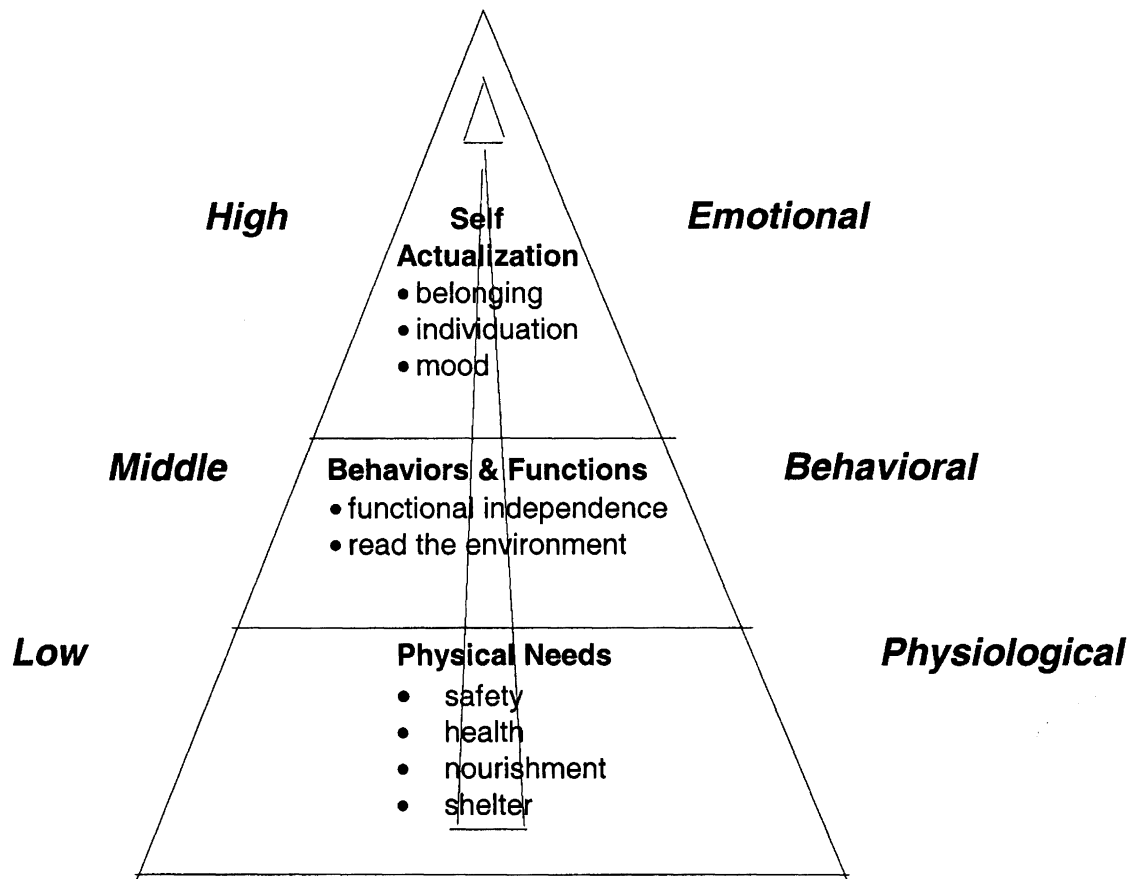 High
Self
Emotional
Actualization
• belonging
• individuation
• mood
Middle
Behaviors & Functions
Behavioral
• functional independence
• read the environment
Low
Physical Needs
Physiological
• safety
• health
• nourishment
• shelter